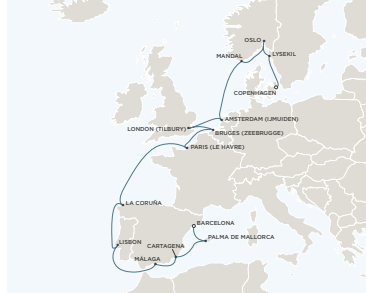 OSLO
LYSEKIL
MANDAL
COPENHAGEN
AMSTERDAM (IJMUIDEN)
LONDON (TILBURY)
BRUGES (ZEEBRUGGE)
PARIS (LE HAVRE)
LA CORUÑA
BARCELONA
PALMA DE MALLORCA
LISBON
CARTAGENA
MÁLAGA